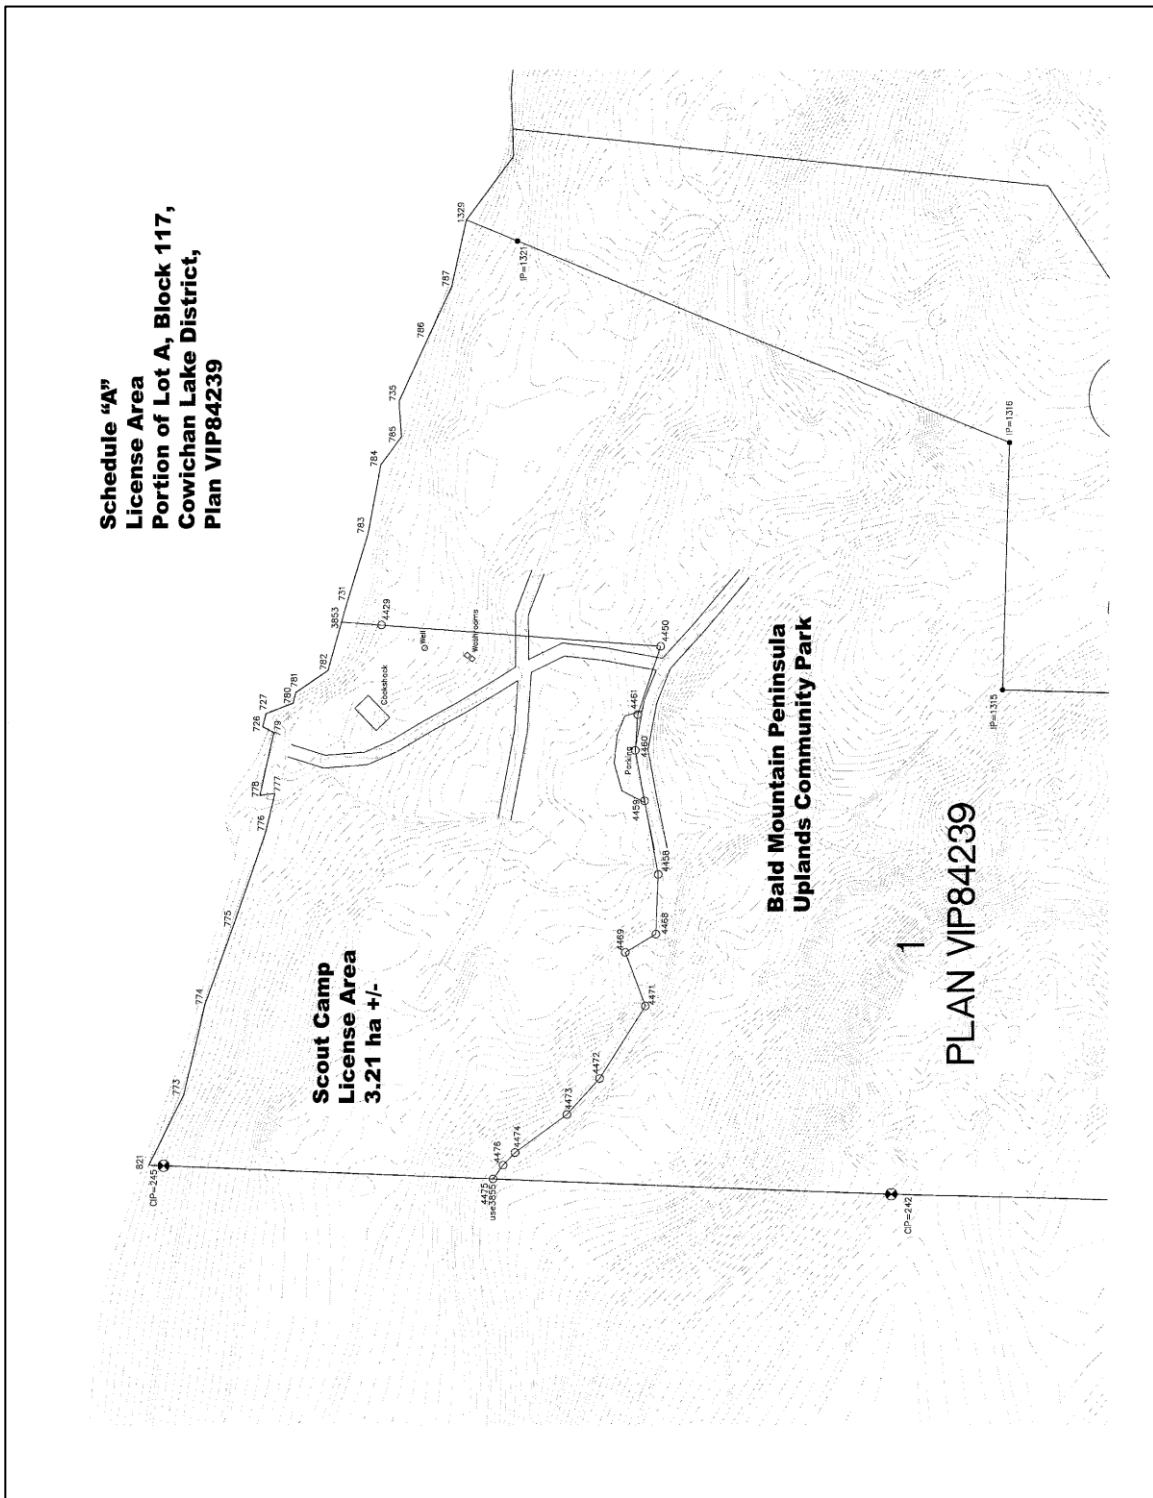 Schedule “A”
License Area
Portion of Lot A, Block 117,
Cowichan Lake District,
Plan VIP84239
821
CIP=245
773
774
775
776
777
778
779
726
727
780
781
782
3853
731
783
784
785
735
786
787
1329
IP=1321
4429
Well
Washrooms
Cookshack
Scout Camp
License Area
3.21 ha +/-
4475
use3855
4476
4474
4473
4472
4471
4469
4468
4458
4459
Parking
4460
4461
4450
Bald Mountain Peninsula
Uplands Community Park
CIP=242
1
PLAN VIP84239
IP=1315
IP=1316